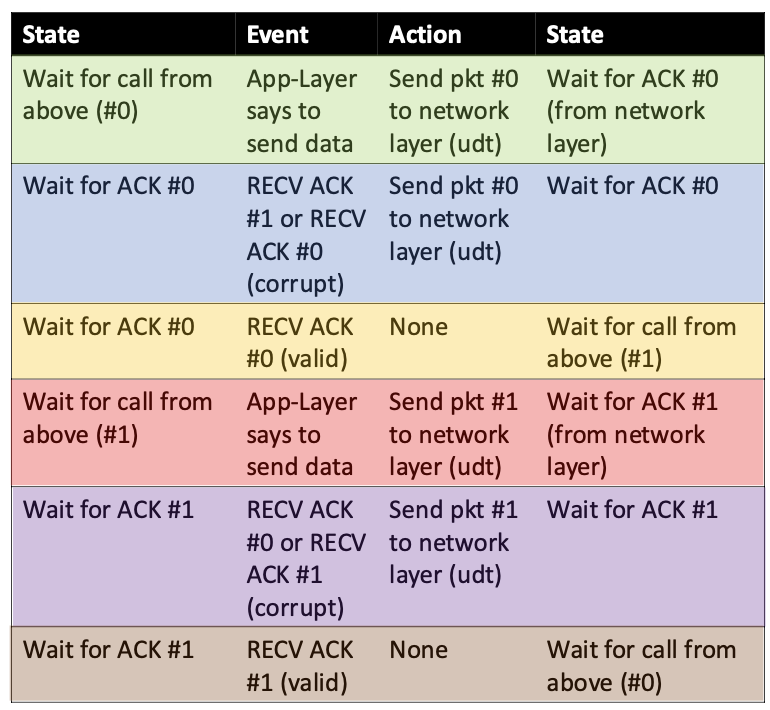 State Event Action State
Wait for call from App-Layer Send pkt #0 Wait for ACK #0
above (#0) says to to network (from network
send data layer (udt) layer)
Wait for ACK #0 RECV ACK Send pkt #0 Wait for ACK #0
#1 or RECV to network
ACK #0 layer (udt)
(corrupt)
Wait for ACK #0 RECV ACK None Wait for call from
#0 (valid) above (#1)
Wait for call from App-Layer Send pkt #1 Wait for ACK #1
above (#1) says to to network (from network
send data layer (udt) layer)
Wait for ACK #1 RECV ACK Send pkt #1 Wait for ACK #1
#0 or RECV to network
ACK #1 layer (udt)
(corrupt)
Wait for ACK #1 RECV ACK None Wait for call from
#1 (valid) above (#0)